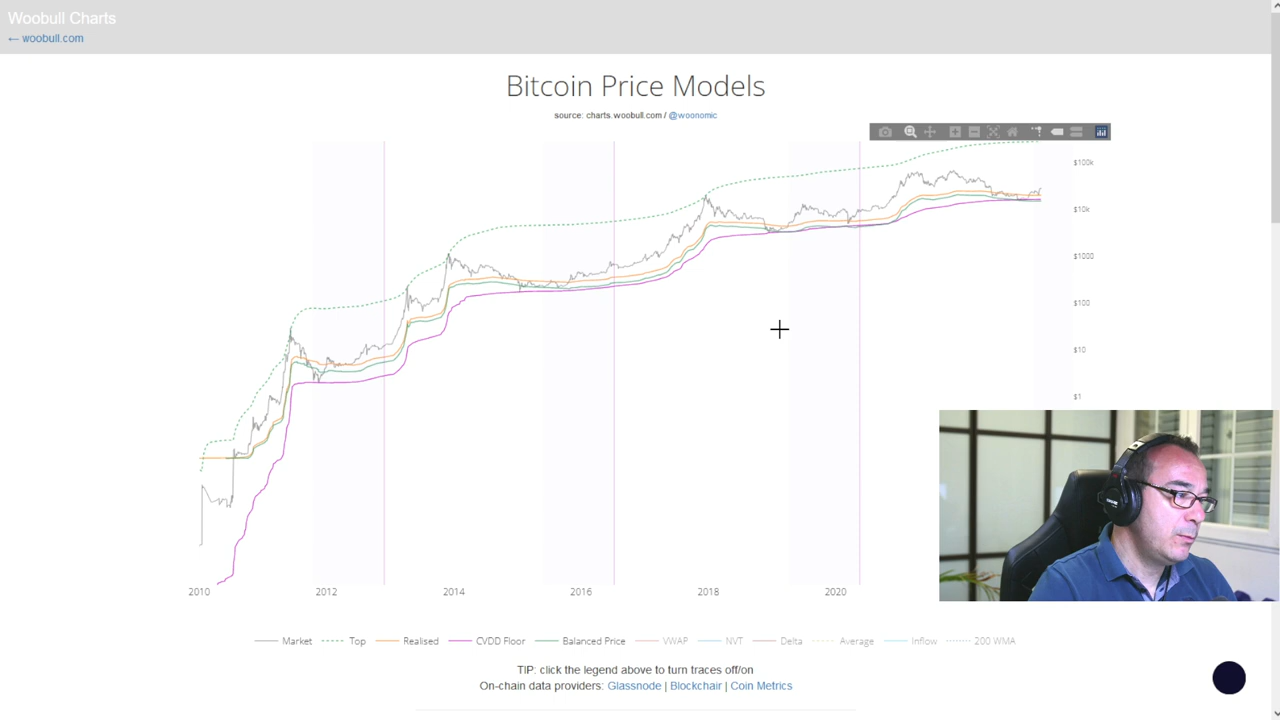 Woobull Charts
← woobull.com
Bitcoin Price Models
source: charts.woobull.com / @woonomic
$100k
$10k
$1000
$100
$10
$1
2010 2012 2014 2016 2018 2020
Market Top Realised CVDD Floor Balanced Price VWAP NVT Delta Average Inflow 200 WMA
TIP: click the legend above to turn traces off/on
On-chain data providers: Glassnode | Blockchair | Coin Metrics